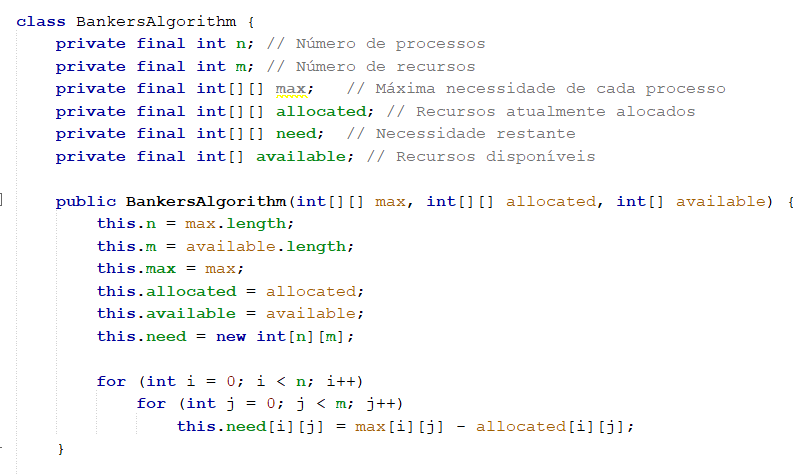 class BankersAlgorithm {
    private final int n; // Número de processos
    private final int m; // Número de recursos
    private final int[][] max;   // Máxima necessidade de cada processo
    private final int[][] allocated; // Recursos atualmente alocados
    private final int[][] need;  // Necessidade restante
    private final int[] available; // Recursos disponíveis

    public BankersAlgorithm(int[][] max, int[][] allocated, int[] available) {
        this.n = max.length;
        this.m = available.length;
        this.max = max;
        this.allocated = allocated;
        this.available = available;
        this.need = new int[n][m];

        for (int i = 0; i < n; i++)
            for (int j = 0; j < m; j++)
                this.need[i][j] = max[i][j] - allocated[i][j];
    }